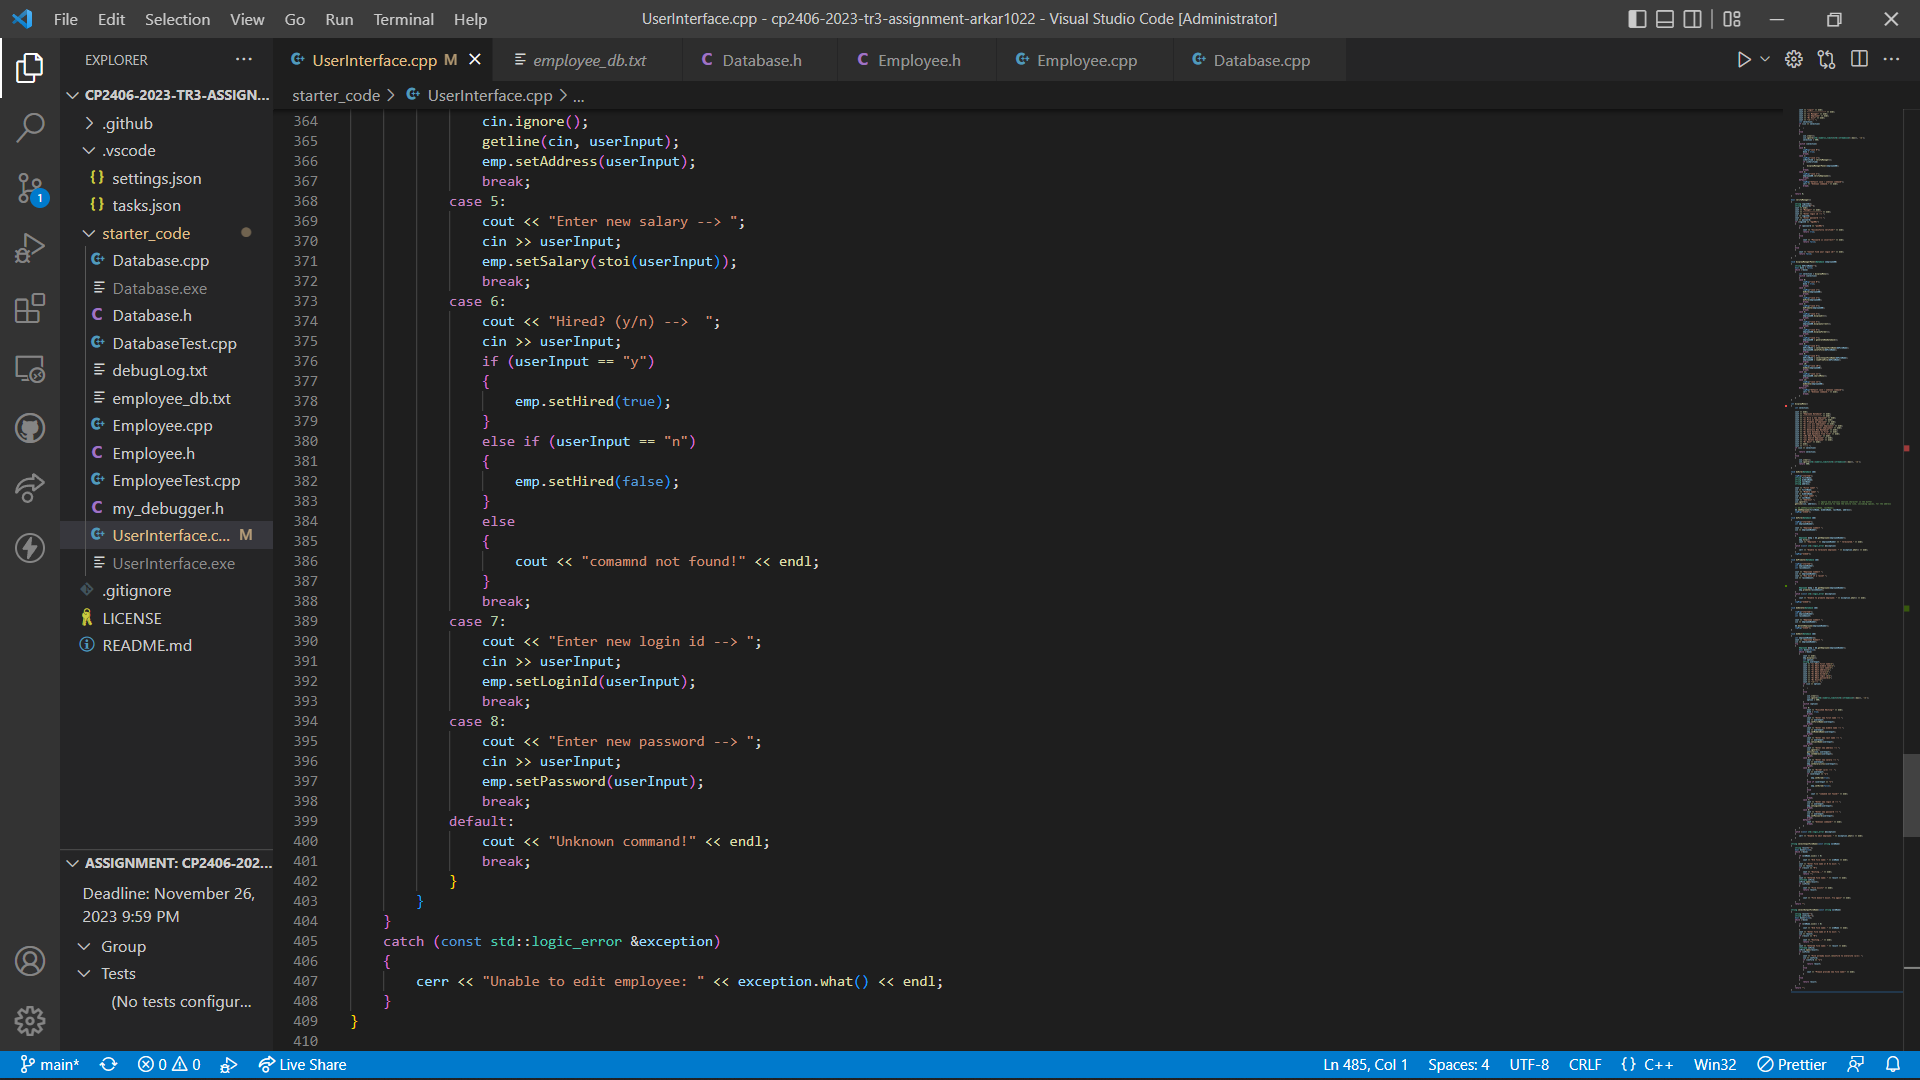 File Edit Selection View Go Run Terminal Help
UserInterface.cpp - cp2406-2023-tr3-assignment-arkar1022 - Visual Studio Code [Administrator]
EXPLORER
UserInterface.cpp M
employee_db.txt
Database.h
Employee.h
Employee.cpp
Database.cpp
starter_code > UserInterface.cpp > ...
CP2406-2023-TR3-ASSIGN...
.github
.vscode
settings.json
tasks.json
starter_code
Database.cpp
Database.exe
Database.h
DatabaseTest.cpp
debugLog.txt
employee_db.txt
Employee.cpp
Employee.h
EmployeeTest.cpp
my_debugger.h
UserInterface.c... M
UserInterface.exe
.gitignore
LICENSE
README.md
1
ASSIGNMENT: CP2406-202...
Deadline: November 26,
2023 9:59 PM
Group
Tests
(No tests configur...
364 cin.ignore();
365 getline(cin, userInput);
366 emp.setAddress(userInput);
367 break;
368 case 5:
369 cout << "Enter new salary --> ";
370 cin >> userInput;
371 emp.setSalary(stoi(userInput));
372 break;
373 case 6:
374 cout << "Hired? (y/n) -->  ";
375 cin >> userInput;
376 if (userInput == "y")
377 {
378 emp.setHired(true);
379 }
380 else if (userInput == "n")
381 {
382 emp.setHired(false);
383 }
384 else
385 {
386 cout << "comamnd not found!" << endl;
387 }
388 break;
389 case 7:
390 cout << "Enter new login id --> ";
391 cin >> userInput;
392 emp.setLoginId(userInput);
393 break;
394 case 8:
395 cout << "Enter new password --> ";
396 cin >> userInput;
397 emp.setPassword(userInput);
398 break;
399 default:
400 cout << "Unknown command!" << endl;
401 break;
402 }
403 }
404 }
405 catch (const std::logic_error &exception)
406 {
407 cerr << "Unable to edit employee: " << exception.what() << endl;
408 }
409 }
410
main* 0 0 Live Share
Ln 485, Col 1 Spaces: 4 UTF-8 CRLF {} C++ Win32 Prettier